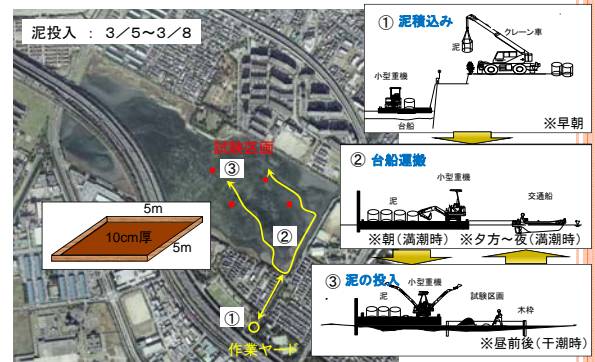 泥投入 : 3/5~3/8
試験区画
③
②
①
作業ヤード
5m
10cm厚
5m
① 泥積込み
クレーン車
泥
小型重機
台船
※早朝
② 台船運搬
小型重機
泥
交通船
※朝(満潮時) ※夕方~夜(満潮時)
③ 泥の投入
小型重機
泥
試験区画
木枠
※昼前後(干潮時)